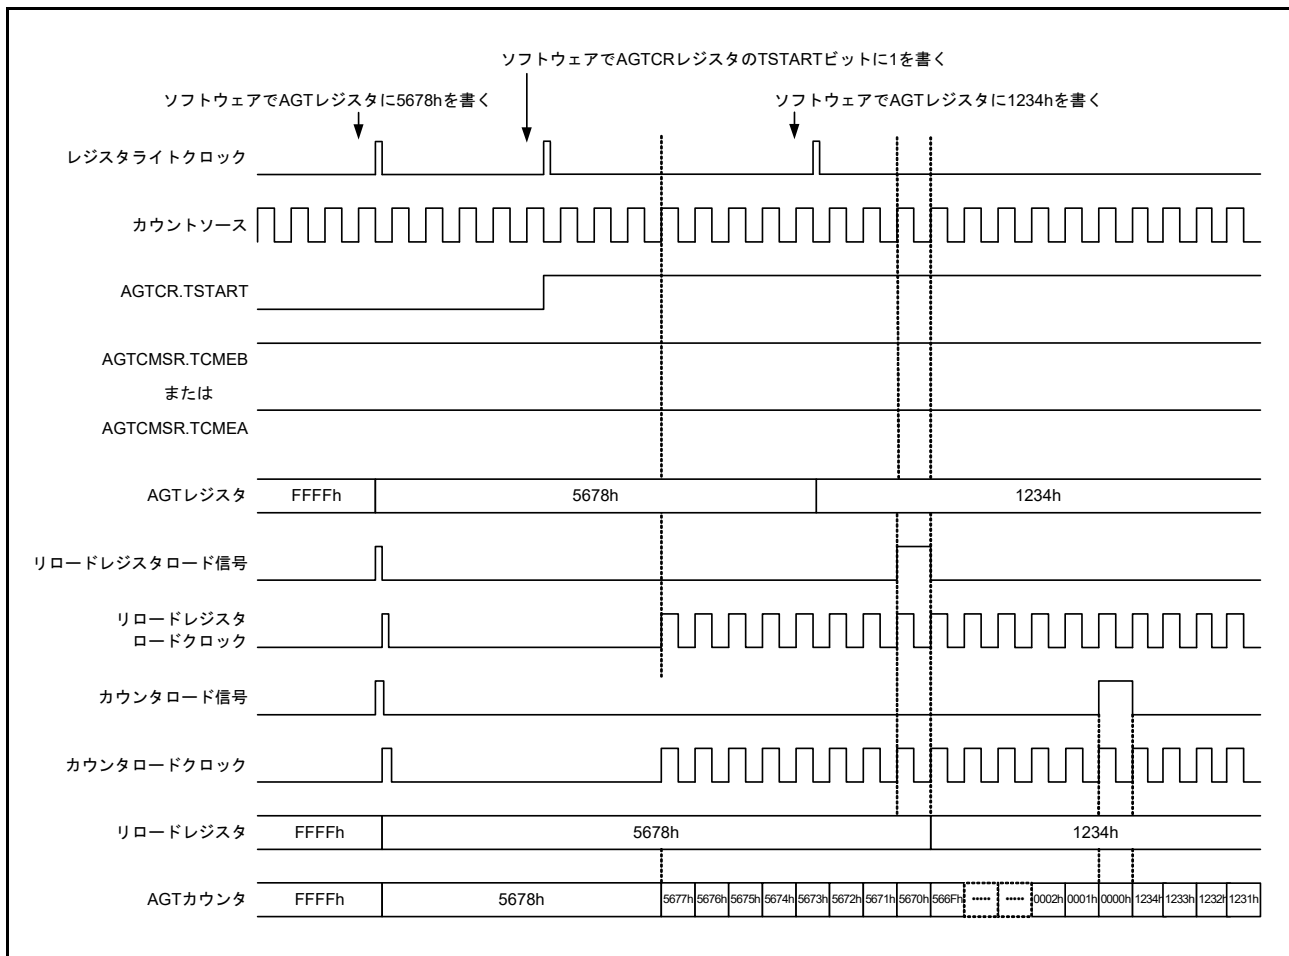 ソフトウェアでAGTCRレジスタのTSTARTビットに1を書く
ソフトウェアでAGTレジスタに5678hを書く
ソフトウェアでAGTレジスタに1234hを書く
レジスタライトクロック
カウントソース
AGTCR.TSTART
AGTCMSR.TCMEB
または
AGTCMSR.TCMEA
AGTレジスタ
FFFFh
5678h
1234h
リロードレジスタロード信号
リロードレジスタ
ロードクロック
カウンタロード信号
カウンタロードクロック
リロードレジスタ
FFFFh
5678h
1234h
AGTカウンタ
FFFFh
5678h
5677h
5676h
5675h
5674h
5673h
5672h
5671h
5670h
566Fh
·····
·····
0002h
0001h
0000h
1234h
1233h
1232h
1231h